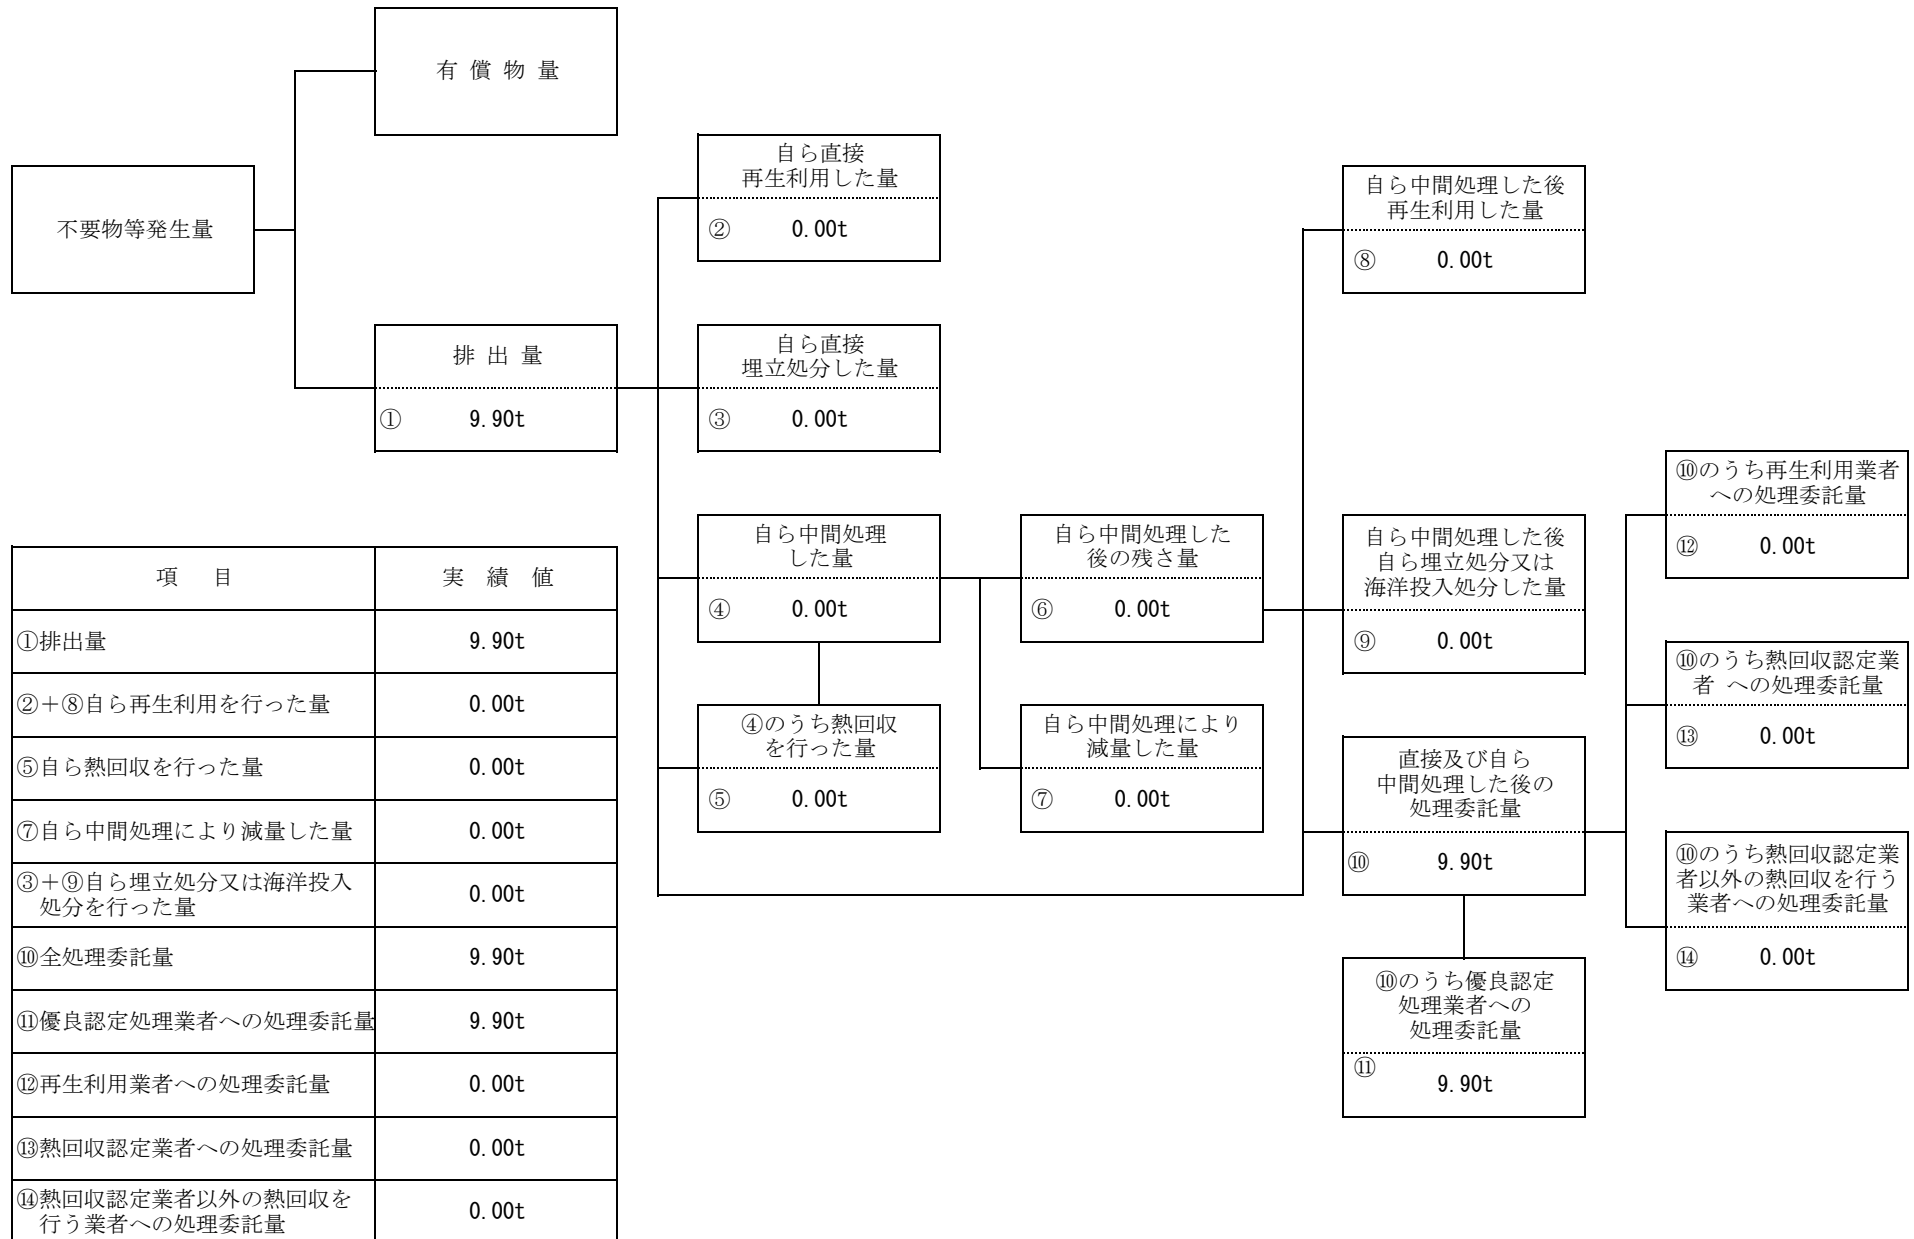 有 償 物 量
不要物等発生量
排 出 量
① 9.90t
自ら直接
再生利用した量
② 0.00t
自ら直接
埋立処分した量
③ 0.00t
自ら中間処理
した量
④ 0.00t
④のうち熱回収
を行った量
⑤ 0.00t
自ら中間処理した
後の残さ量
⑥ 0.00t
自ら中間処理により
減量した量
⑦ 0.00t
自ら中間処理した後
再生利用した量
⑧ 0.00t
自ら中間処理した後
自ら埋立処分又は
海洋投入処分した量
⑨ 0.00t
直接及び自ら
中間処理した後の
処理委託量
⑩ 9.90t
⑩のうち優良認定
処理業者への
処理委託量
⑪ 9.90t
⑩のうち再生利用業者
への処理委託量
⑫ 0.00t
⑩のうち熱回収認定業
者 への処理委託量
⑬ 0.00t
⑩のうち熱回収認定業
者以外の熱回収を行う
業者への処理委託量
⑭ 0.00t
項 目 実 績 値
①排出量 9.90t
②＋⑧自ら再生利用を行った量 0.00t
⑤自ら熱回収を行った量 0.00t
⑦自ら中間処理により減量した量 0.00t
③＋⑨自ら埋立処分又は海洋投入
処分を行った量 0.00t
⑩全処理委託量 9.90t
⑪優良認定処理業者への処理委託量 9.90t
⑫再生利用業者への処理委託量 0.00t
⑬熱回収認定業者への処理委託量 0.00t
⑭熱回収認定業者以外の熱回収を
行う業者への処理委託量 0.00t